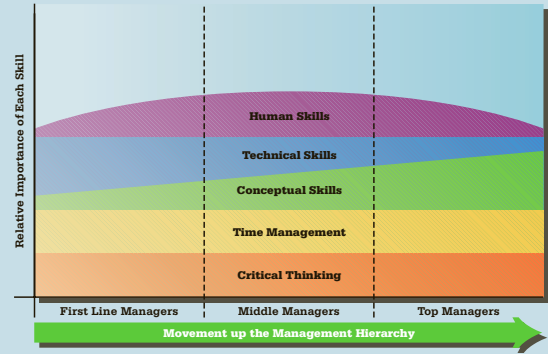 Relative Importance of Each Skill
Human Skills
Technical Skills
Conceptual Skills
Time Management
Critical Thinking
First Line Managers
Middle Managers
Top Managers
Movement up the Management Hierarchy